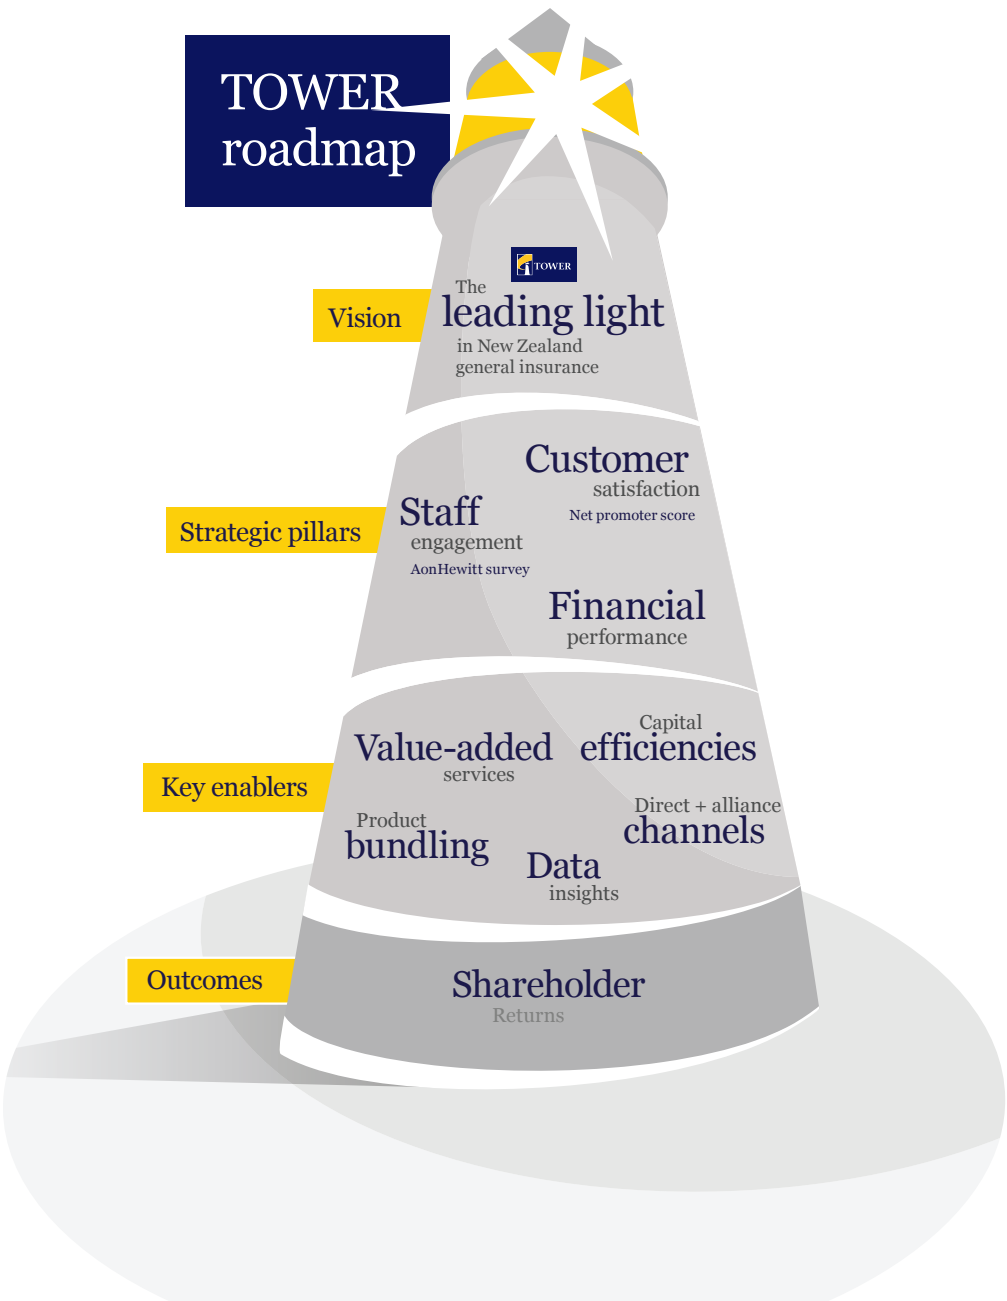 TOWER
roadmap
TOWER
Vision
The
leading light
in New Zealand
general insurance
Strategic pillars
Customer
satisfaction
Net promoter score
Staff
engagement
AonHewitt survey
Financial
performance
Key enablers
Value-added
services
Capital
efficiencies
Product
bundling
Direct + alliance
channels
Data
insights
Outcomes
Shareholder
Returns